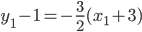 y₁ − 1 = −3/2(x₁ + 3)